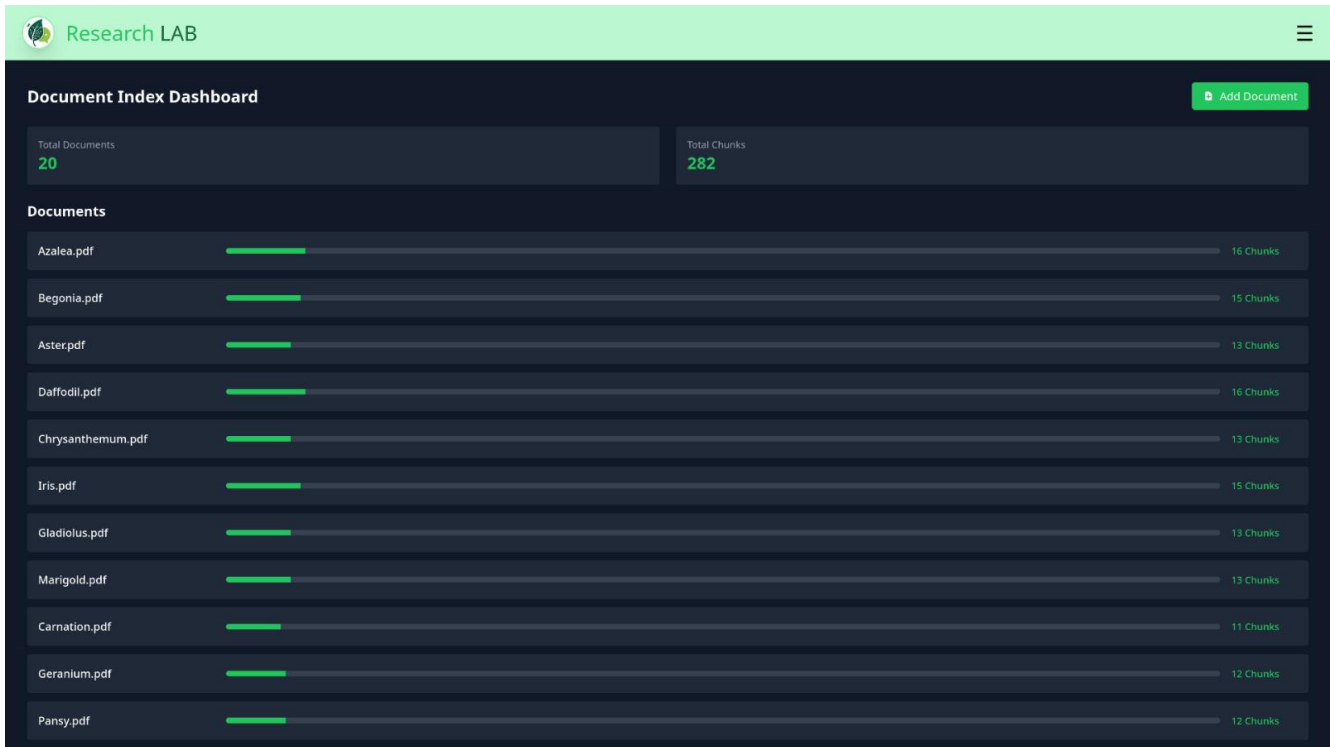 Research LAB
Document Index Dashboard
Add Document
Total Documents
20
Total Chunks
282
Documents
Azalea.pdf 16 Chunks
Begonia.pdf 15 Chunks
Aster.pdf 13 Chunks
Daffodil.pdf 16 Chunks
Chrysanthemum.pdf 13 Chunks
Iris.pdf 15 Chunks
Gladiolus.pdf 13 Chunks
Marigold.pdf 13 Chunks
Carnation.pdf 11 Chunks
Geranium.pdf 12 Chunks
Pansy.pdf 12 Chunks